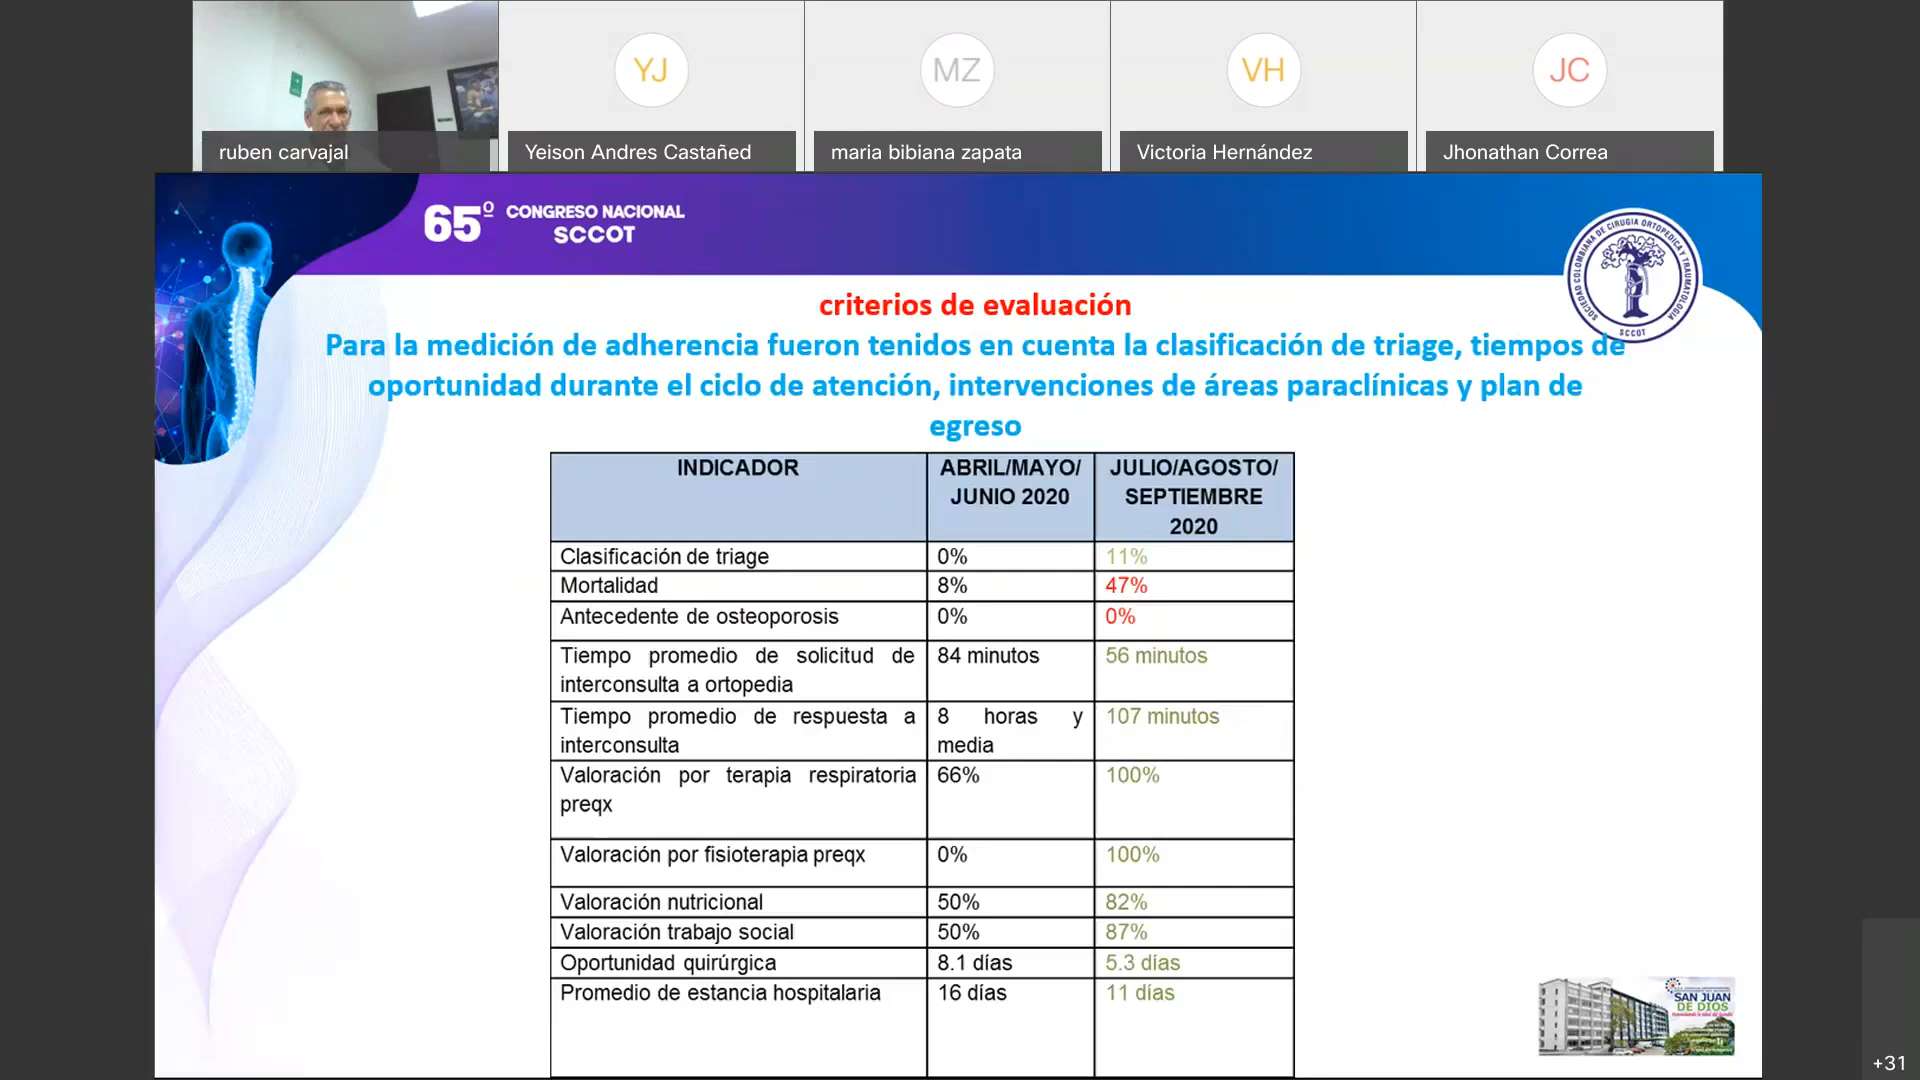 YJ
MZ
VH
JC
ruben carvajal
Yeison Andres Castañed
maria bibiana zapata
Victoria Hernández
Jhonathan Correa
65º CONGRESO NACIONAL
SCCOT
SOCIEDAD COLOMBIANA DE CIRUGIA ORTOPEDICA Y TRAUMATOLOGIA
SCCOT
criterios de evaluación
Para la medición de adherencia fueron tenidos en cuenta la clasificación de triage, tiempos de
oportunidad durante el ciclo de atención, intervenciones de áreas paraclínicas y plan de
egreso
INDICADOR ABRIL/MAYO/ JULIO/AGOSTO/
JUNIO 2020 SEPTIEMBRE
2020
Clasificación de triage 0% 11%
Mortalidad 8% 47%
Antecedente de osteoporosis 0% 0%
Tiempo promedio de solicitud de 84 minutos 56 minutos
interconsulta a ortopedia
Tiempo promedio de respuesta a 8 horas y 107 minutos
interconsulta media
Valoración por terapia respiratoria 66% 100%
preqx
Valoración por fisioterapia preqx 0% 100%
Valoración nutricional 50% 82%
Valoración trabajo social 50% 87%
Oportunidad quirúrgica 8.1 días 5.3 días
Promedio de estancia hospitalaria 16 días 11 días
SAN JUAN
DE DIOS
+31